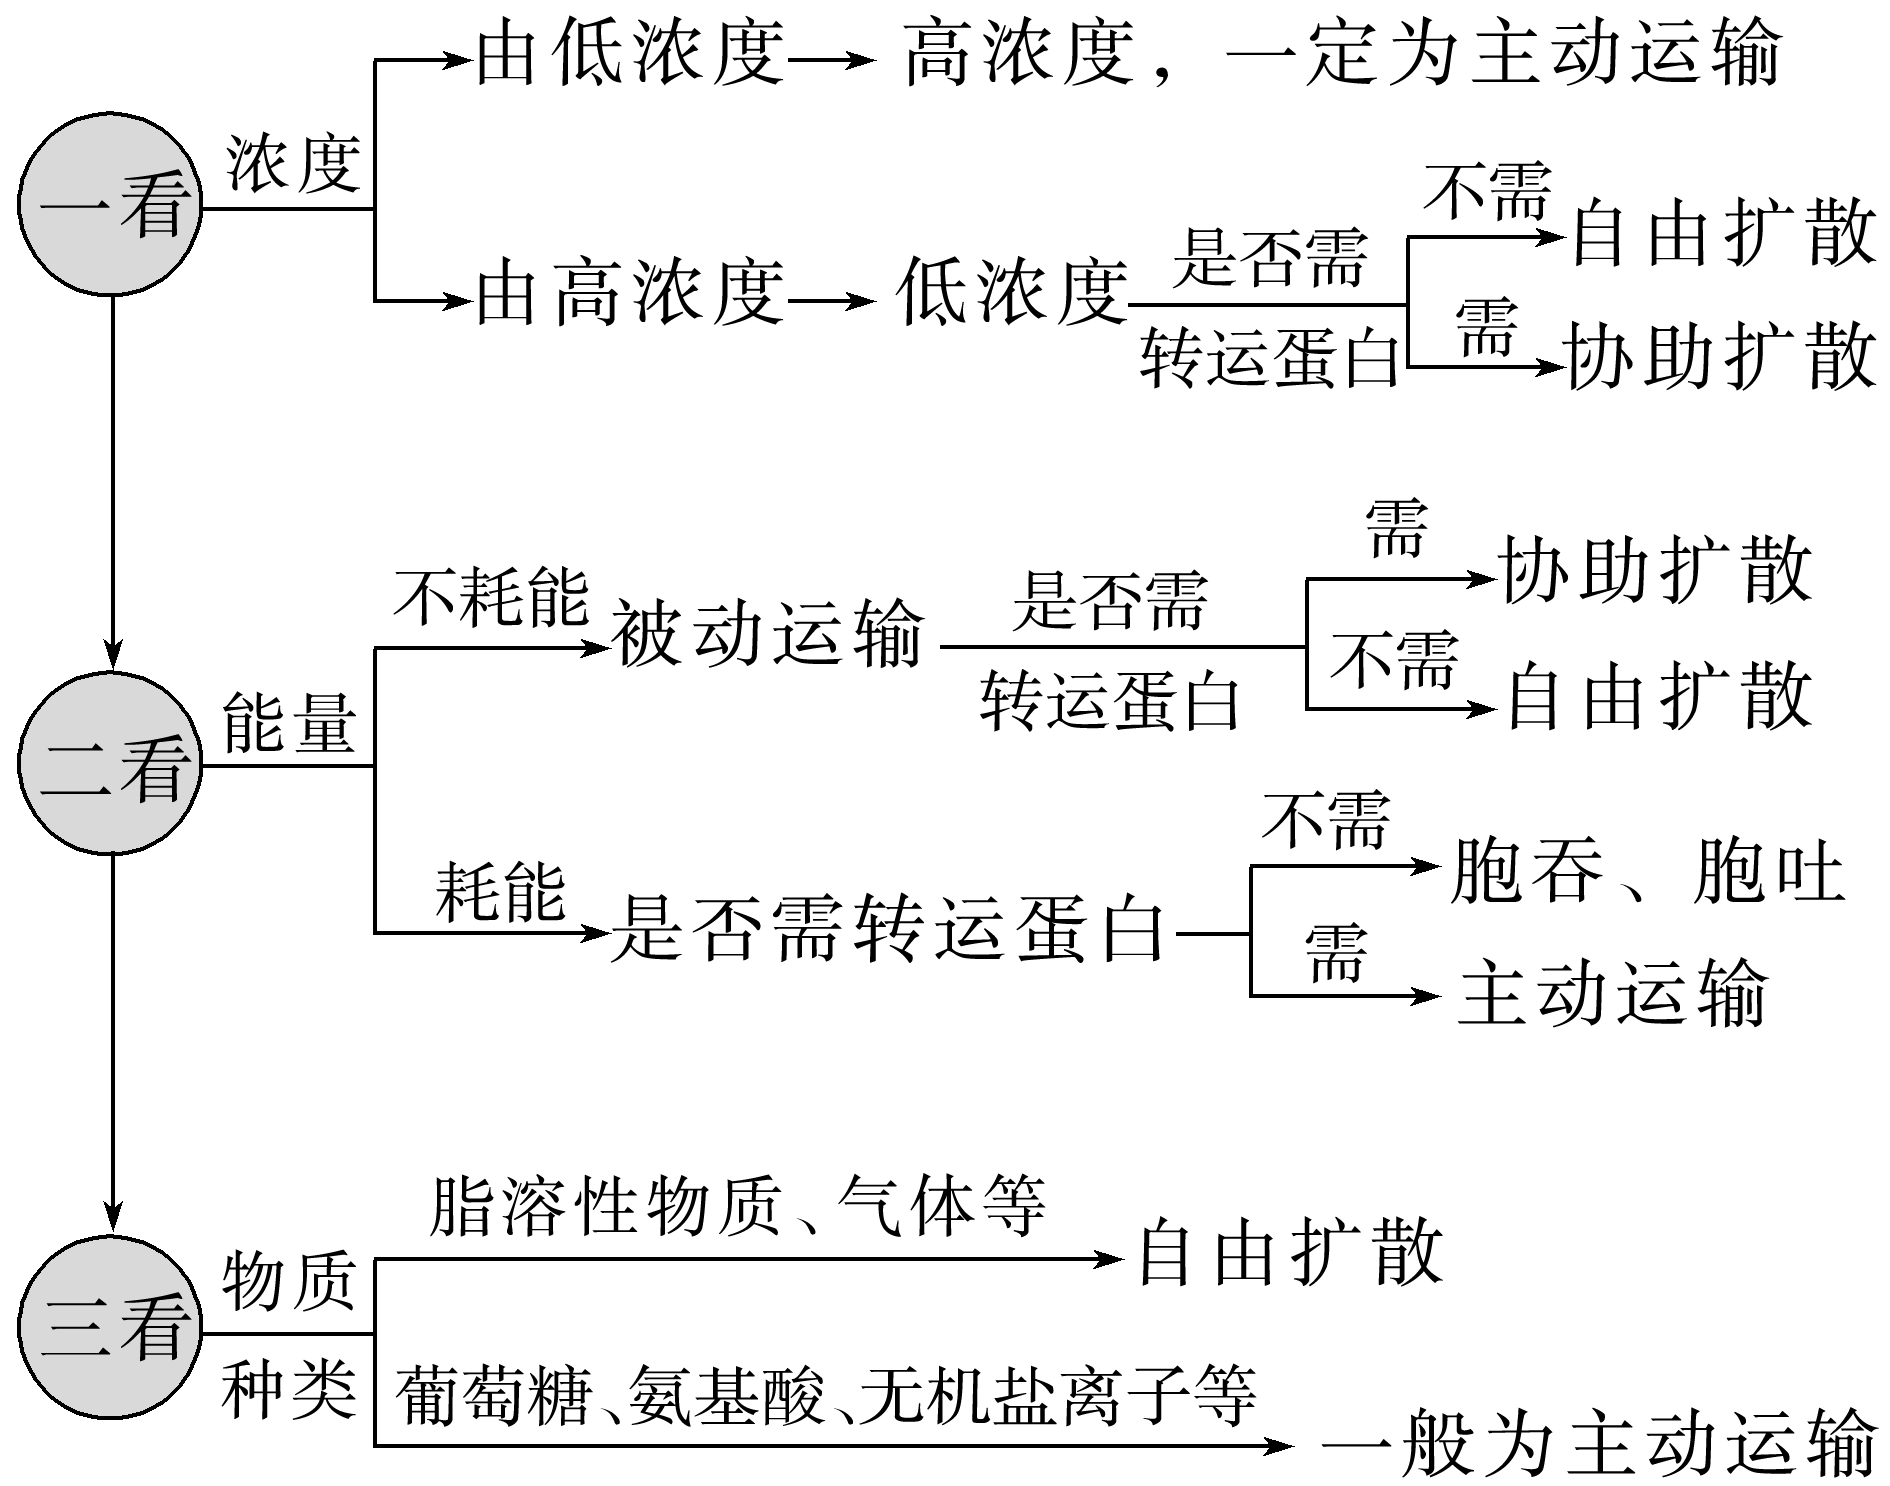 由低浓度
高浓度，一定为主动运输
一看
浓度
由高浓度
低浓度
是否需
转运蛋白
不需
自由扩散
需
协助扩散
二看
能量
不耗能
被动运输
是否需
转运蛋白
需
协助扩散
不需
自由扩散
耗能
是否需转运蛋白
不需
胞吞、胞吐
需
主动运输
三看
物质
种类
脂溶性物质、气体等
自由扩散
葡萄糖、氨基酸、无机盐离子等
一般为主动运输